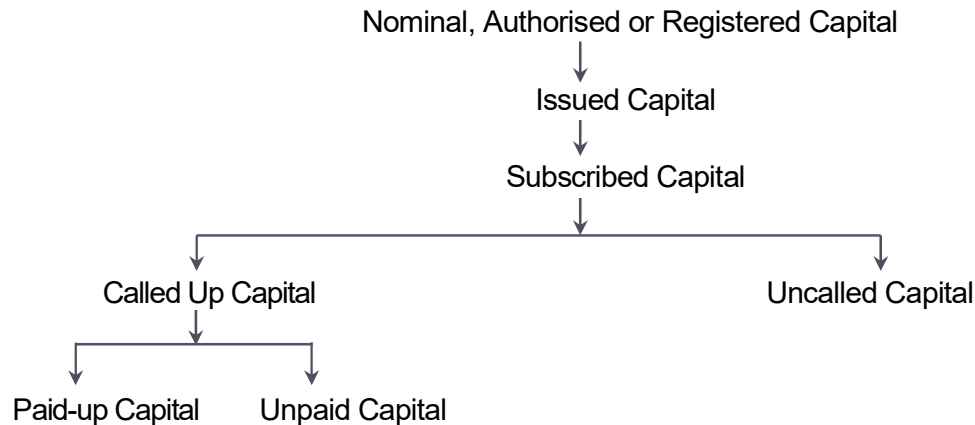 Nominal, Authorised or Registered Capital
Issued Capital
Subscribed Capital
Called Up Capital
Uncalled Capital
Paid-up Capital
Unpaid Capital